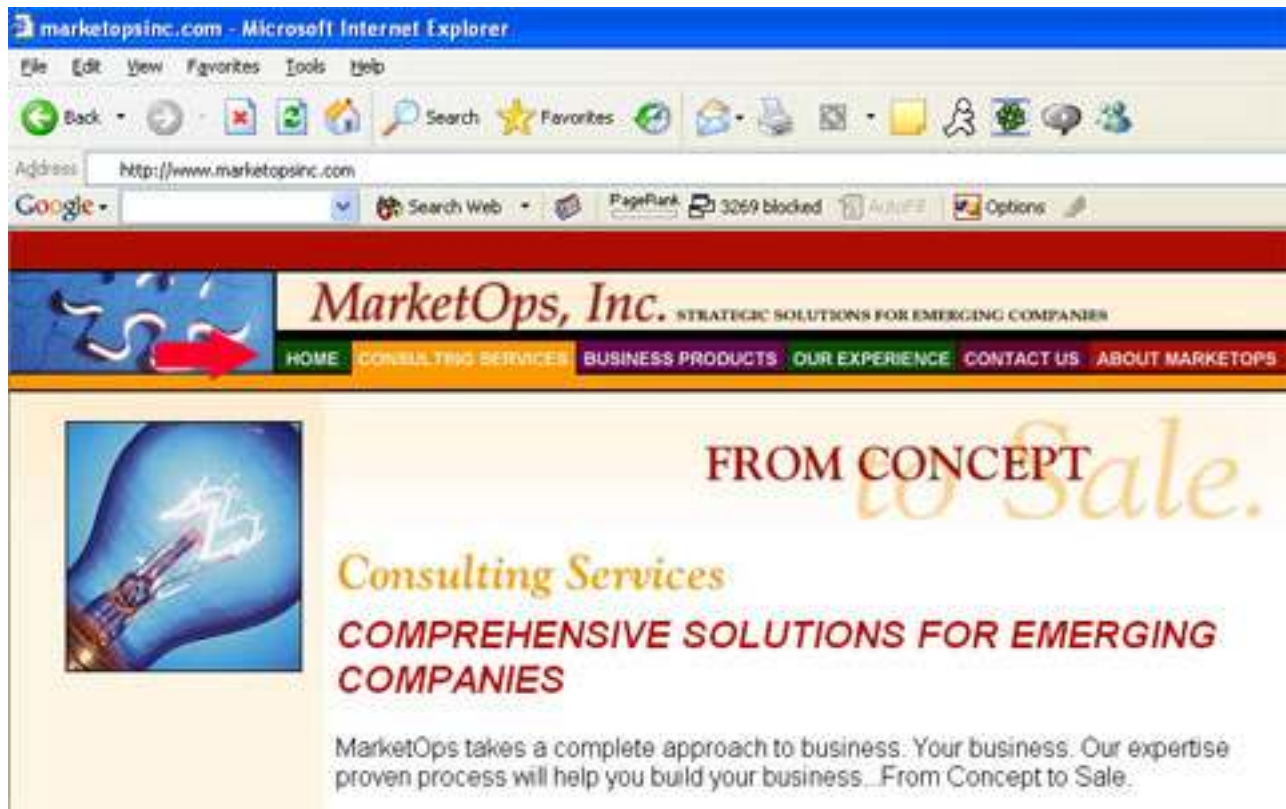 marketopsinc.com - Microsoft Internet Explorer
File Edit View Favorites Tools Help
Back Search Favorites
Address http://www.marketopsinc.com
Google Search Web PageRank 3269 blocked AutoFill Options
MarketOps, Inc. STRATEGIC SOLUTIONS FOR EMERGING COMPANIES
HOME CONSULTING SERVICES BUSINESS PRODUCTS OUR EXPERIENCE CONTACT US ABOUT MARKETOPS
FROM CONCEPT to Sale.
Consulting Services
COMPREHENSIVE SOLUTIONS FOR EMERGING
COMPANIES
MarketOps takes a complete approach to business. Your business. Our expertise
proven process will help you build your business...From Concept to Sale.